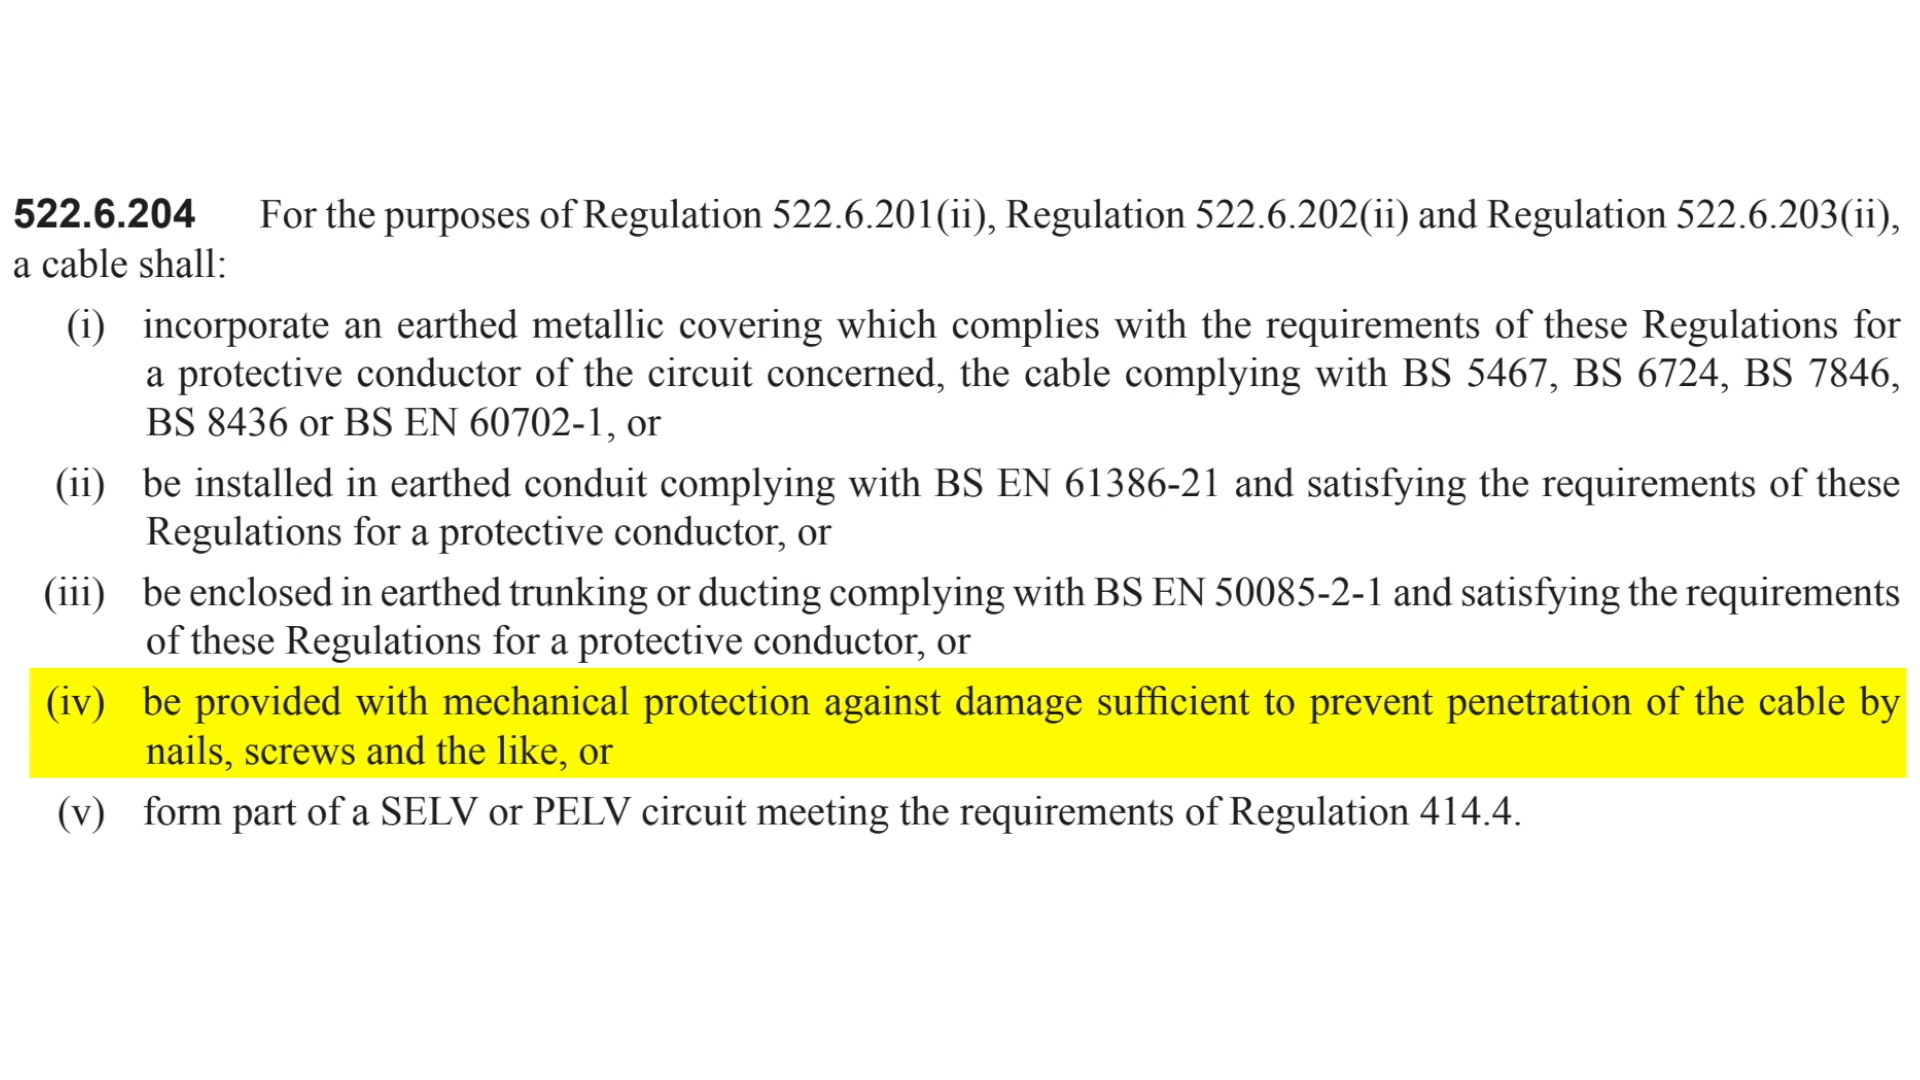 522.6.204 For the purposes of Regulation 522.6.201(ii), Regulation 522.6.202(ii) and Regulation 522.6.203(ii),
a cable shall:
(i) incorporate an earthed metallic covering which complies with the requirements of these Regulations for
a protective conductor of the circuit concerned, the cable complying with BS 5467, BS 6724, BS 7846,
BS 8436 or BS EN 60702-1, or
(ii) be installed in earthed conduit complying with BS EN 61386-21 and satisfying the requirements of these
Regulations for a protective conductor, or
(iii) be enclosed in earthed trunking or ducting complying with BS EN 50085-2-1 and satisfying the requirements
of these Regulations for a protective conductor, or
(iv) be provided with mechanical protection against damage sufficient to prevent penetration of the cable by
nails, screws and the like, or
(v) form part of a SELV or PELV circuit meeting the requirements of Regulation 414.4.